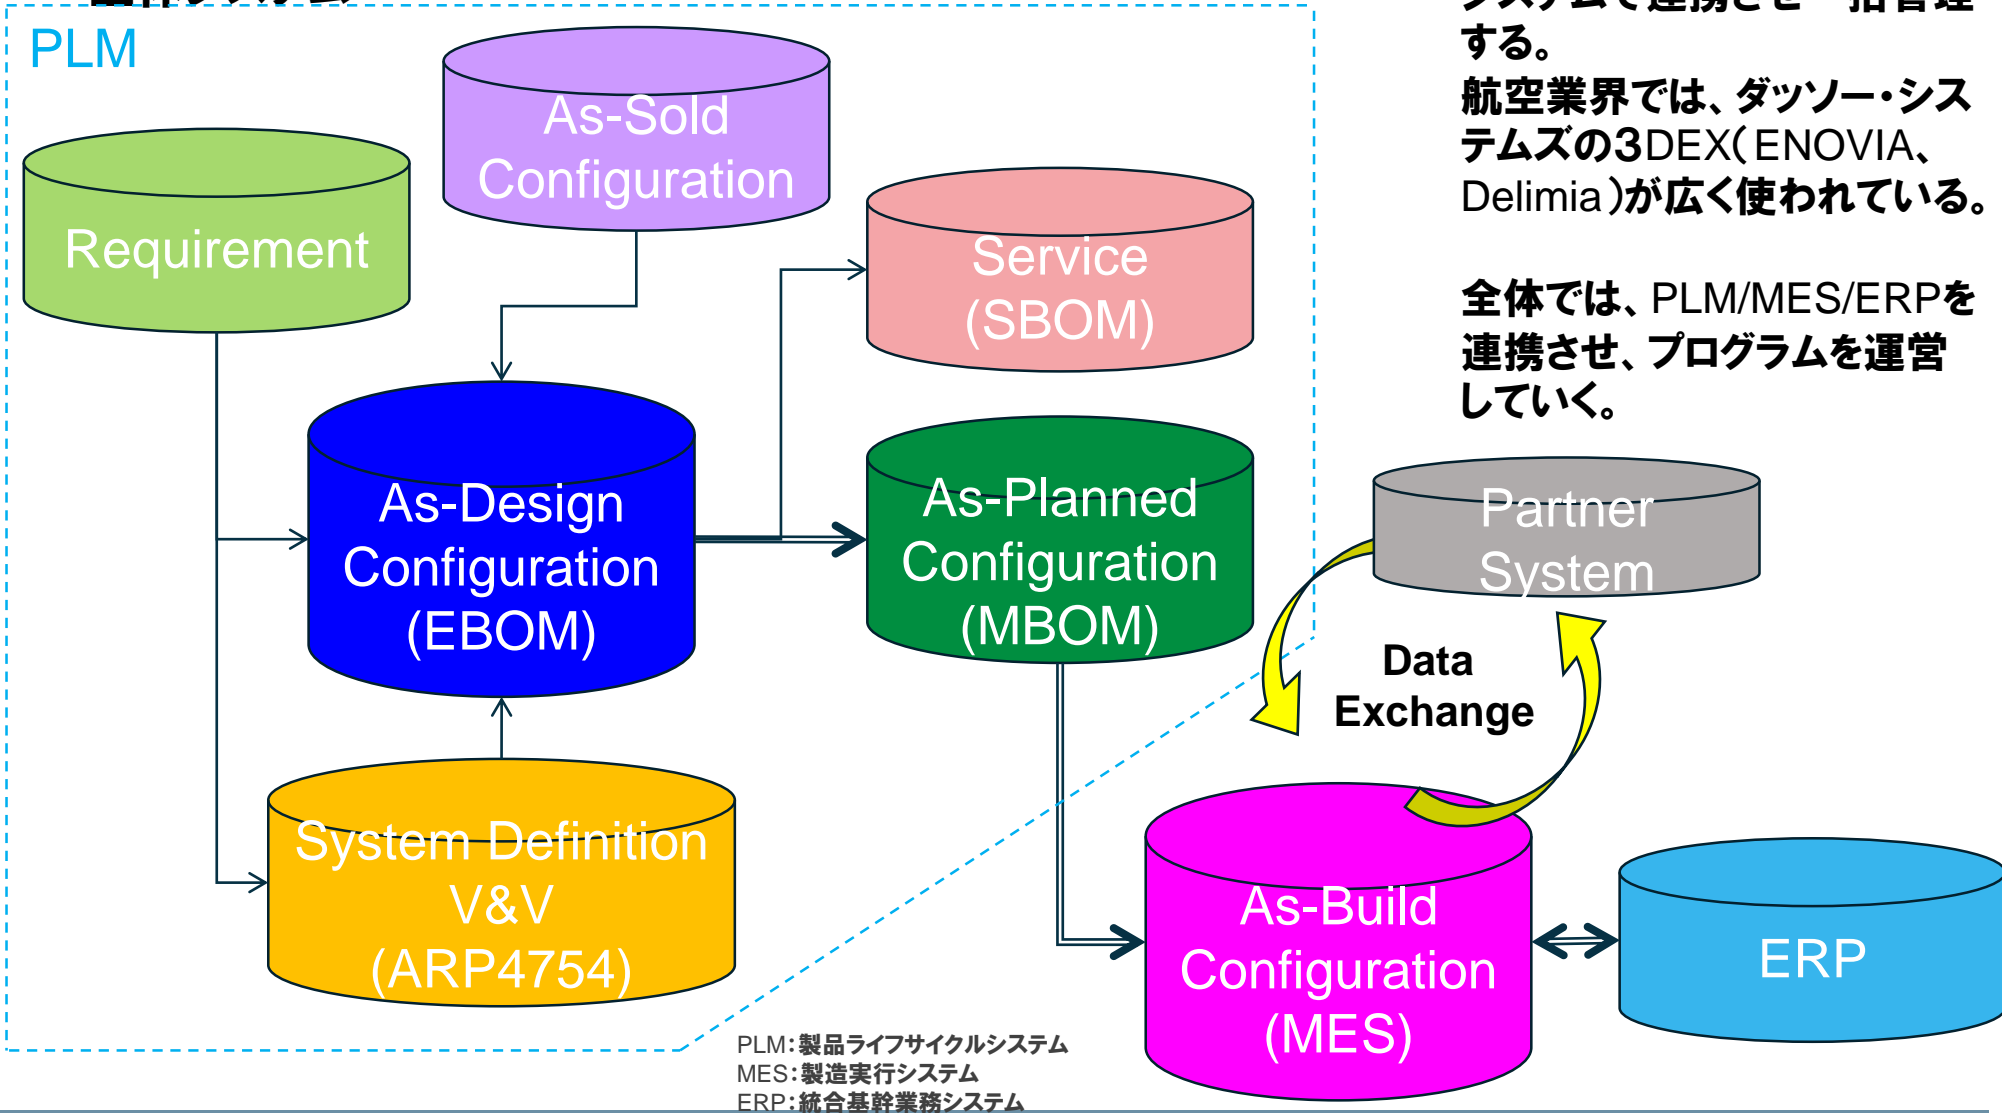 PLM
As-Sold
Configuration
Requirement
Service
(SBOM)
As-Design
Configuration
(EBOM)
As-Planned
Configuration
(MBOM)
System Definition
V&V
(ARP4754)
Partner
System
Data
Exchange
As-Build
Configuration
(MES)
ERP
する。
航空業界では、ダッソー・シス
テムズの3DEX(ENOVIA、
Delimia)が広く使われている。
全体では、PLM/MES/ERPを
連携させ、プログラムを運営
していく。
PLM:製品ライフサイクルシステム
MES:製造実行システム
ERP:統合基幹業務システム